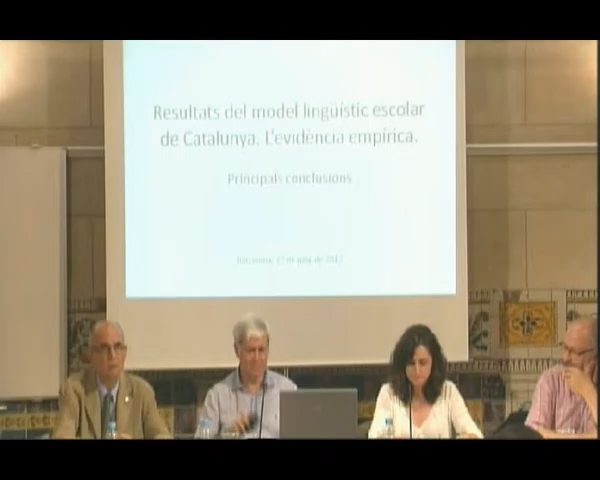 Resultats del model lingüístic escolar
de Catalunya. L'evidència empírica.
Principals conclusions